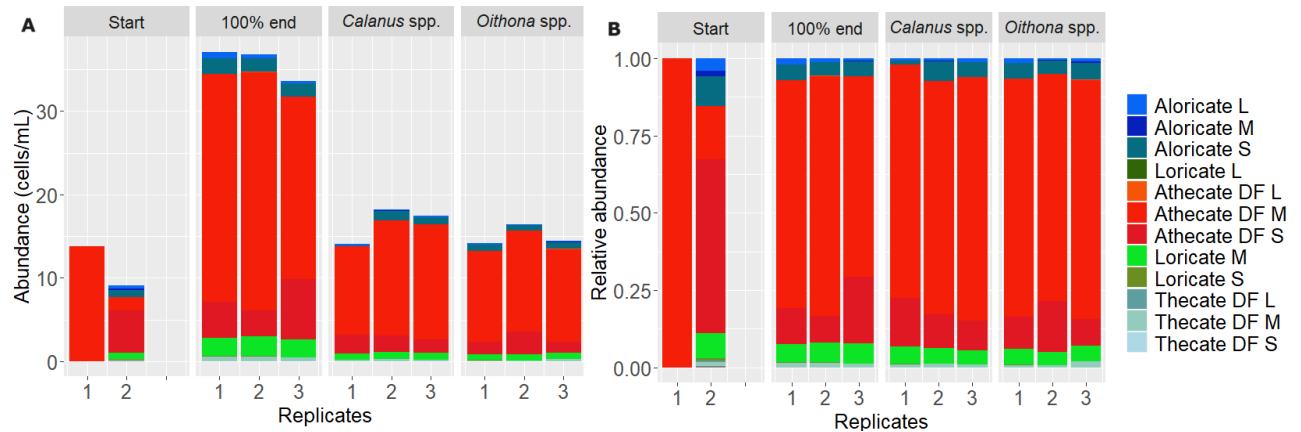 A
Start
100% end
Calanus spp.
Oithona spp.
Abundance (cells/mL)
30
20
10
0
1 2
1 2 3
1 2 3
1 2 3
Replicates
B
Start
100% end
Calanus spp.
Oithona spp.
Relative abundance
1.00
0.75
0.50
0.25
0.00
1 2
1 2 3
1 2 3
1 2 3
Replicates
Aloricate L
Aloricate M
Aloricate S
Loricate L
Athecate DF L
Athecate DF M
Athecate DF S
Loricate M
Loricate S
Thecate DF L
Thecate DF M
Thecate DF S